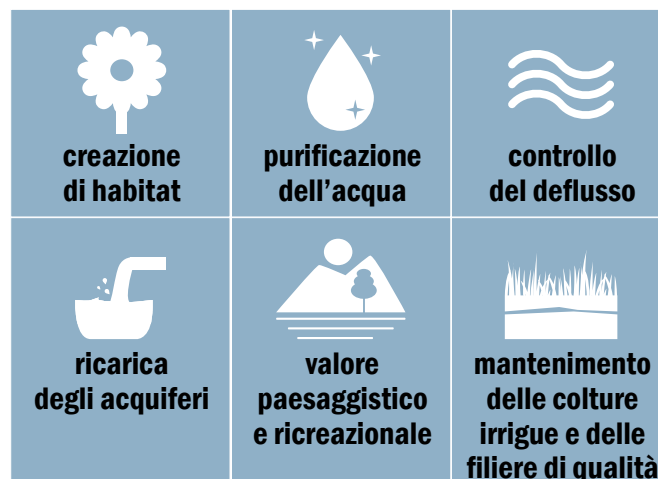 creazione
di habitat
purificazione
dell'acqua
controllo
del deflusso
ricarica
degli acquiferi
valore
paesaggistico
e ricreazionale
mantenimento
delle colture
irrigue e delle
filiere di qualità